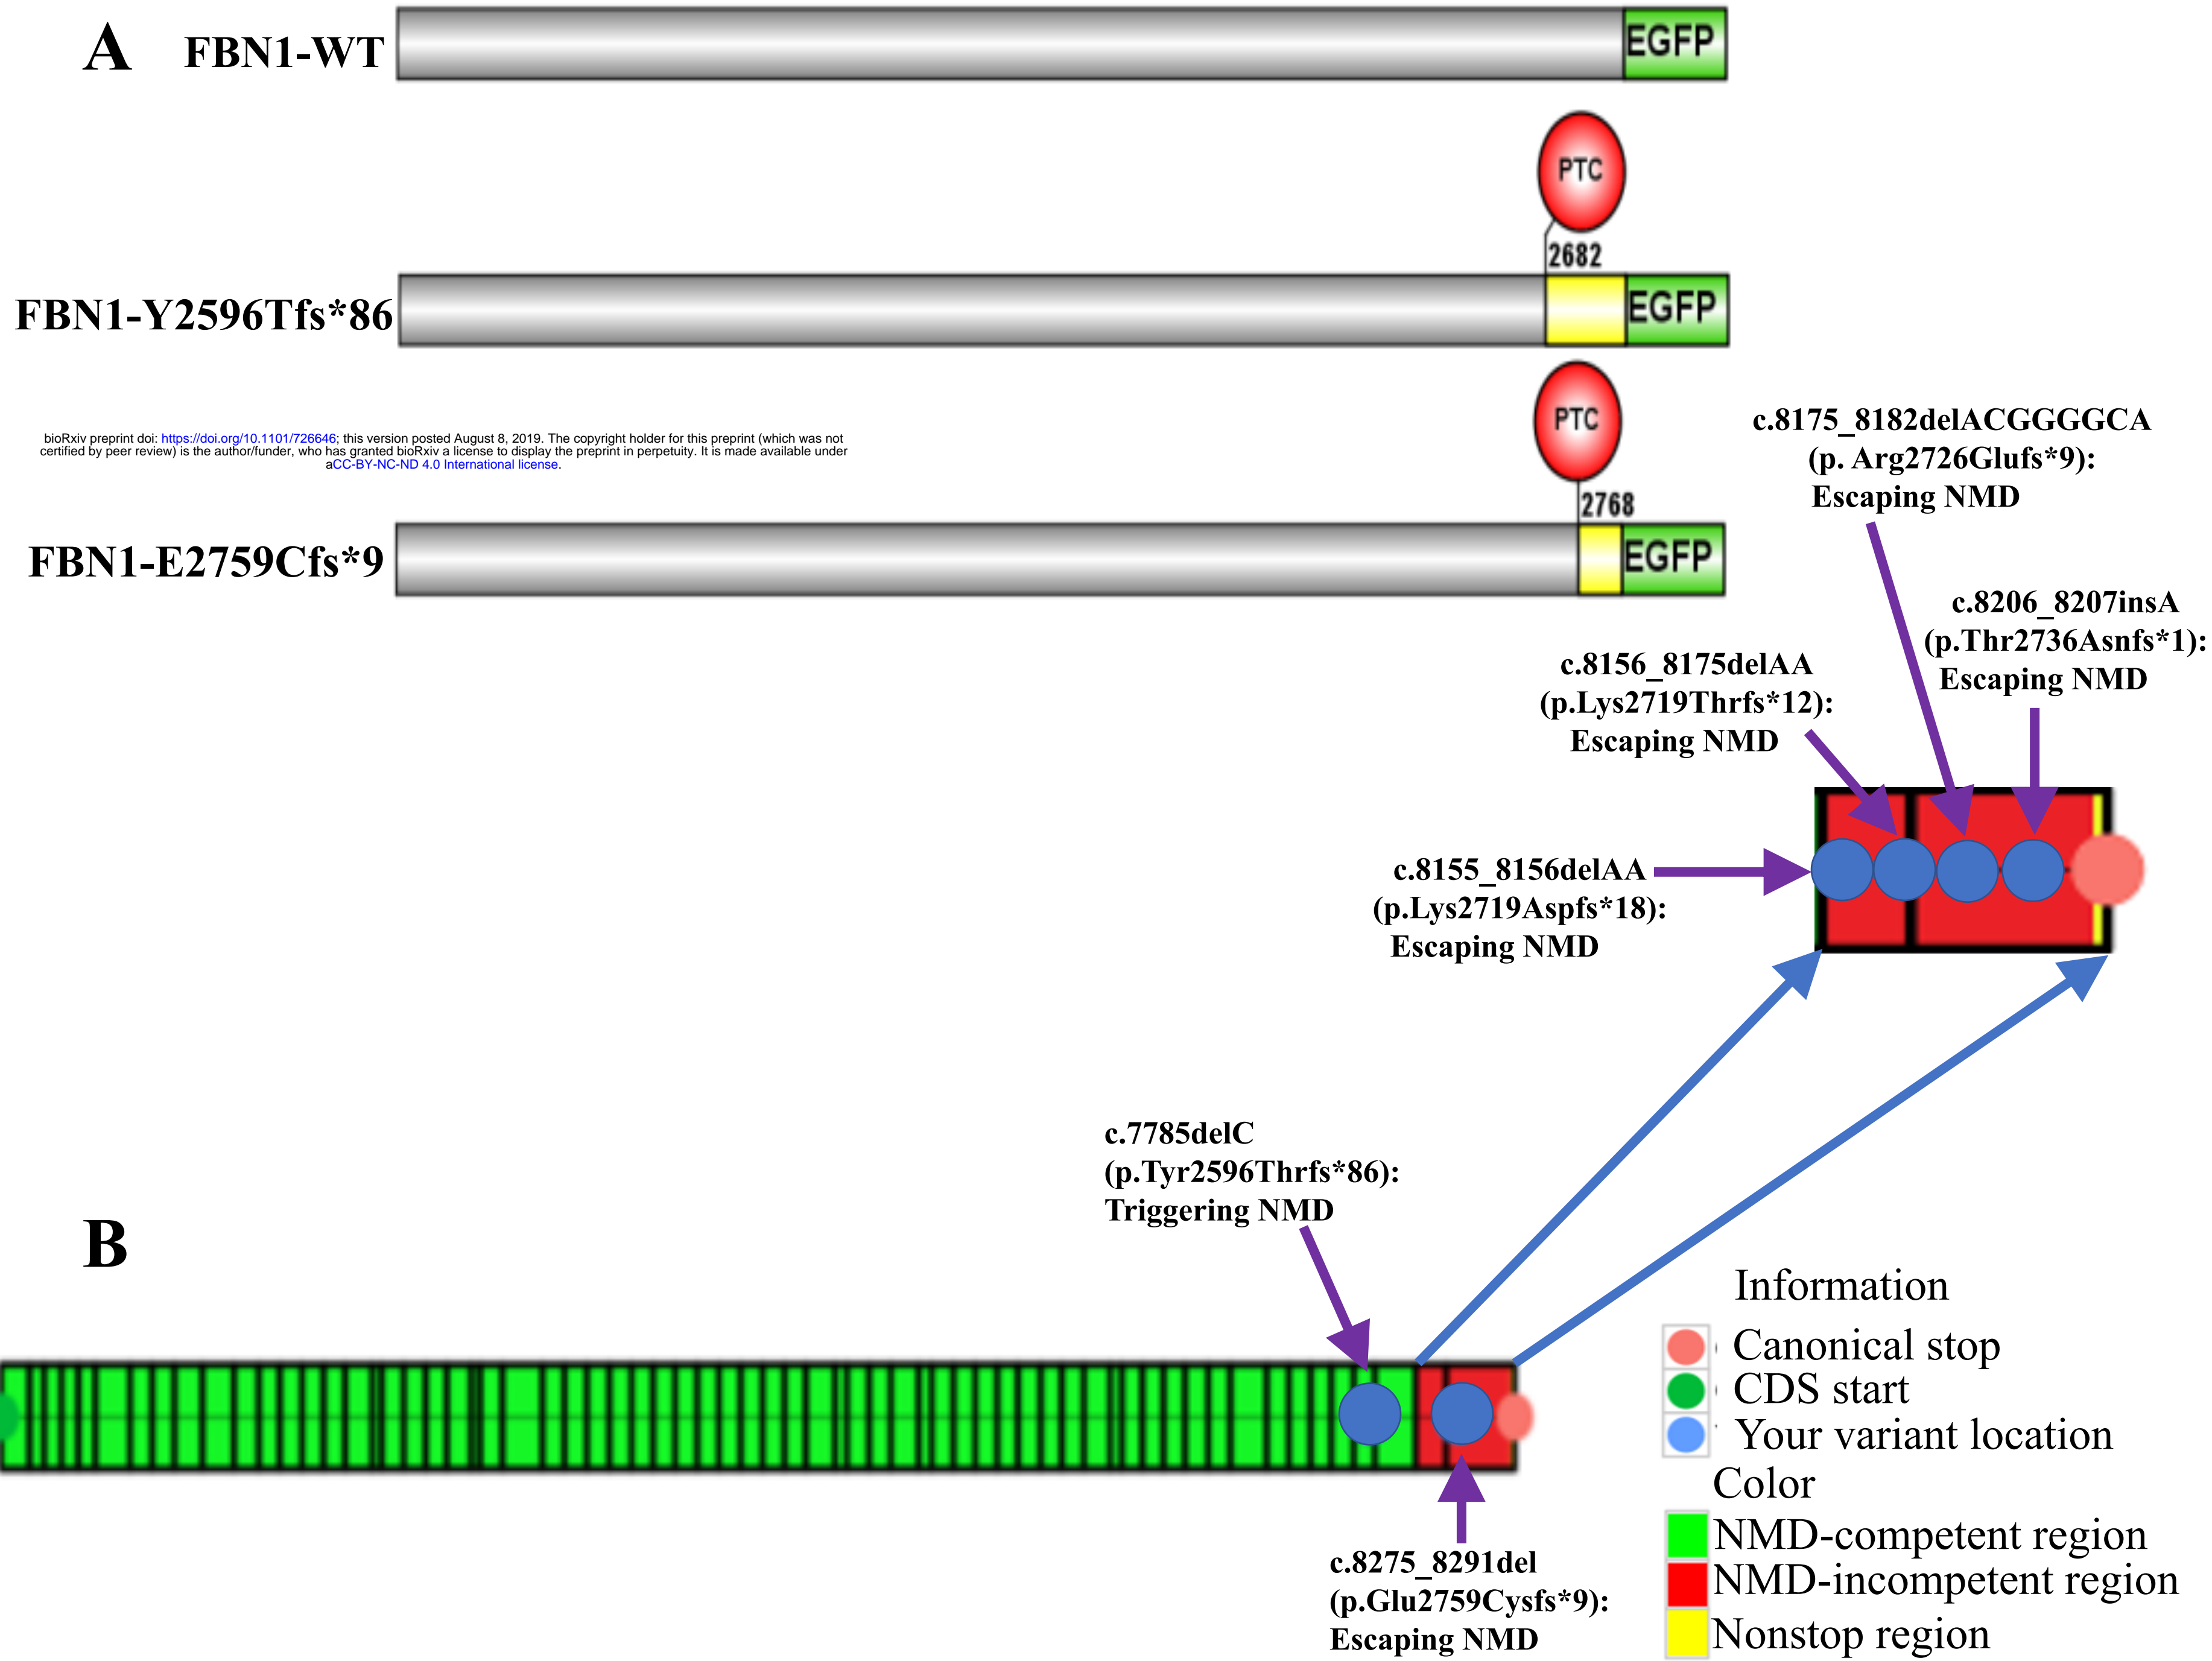 A
FBN1-WT
EGFP
PTC
2682
FBN1-Y2596Tfs*86
EGFP
PTC
bioRxiv preprint doi: https://doi.org/10.1101/726646; this version posted August 8, 2019. The copyright holder for this preprint (which was not
certified by peer review) is the author/funder, who has granted bioRxiv a license to display the preprint in perpetuity. It is made available under
aCC-BY-NC-ND 4.0 International license.
2768
FBN1-E2759Cfs*9
EGFP
c.8175_8182delACGGGGCA
(p. Arg2726Glufs*9):
Escaping NMD
c.8206_8207insA
(p.Thr2736Asnfs*1):
Escaping NMD
c.8156_8175delAA
(p.Lys2719Thrfs*12):
Escaping NMD
c.8155_8156delAA
(p.Lys2719Aspfs*18):
Escaping NMD
c.7785delC
(p.Tyr2596Thrfs*86):
Triggering NMD
B
c.8275_8291del
(p.Glu2759Cysfs*9):
Escaping NMD
Information
Canonical stop
CDS start
Your variant location
Color
NMD-competent region
NMD-incompetent region
Nonstop region